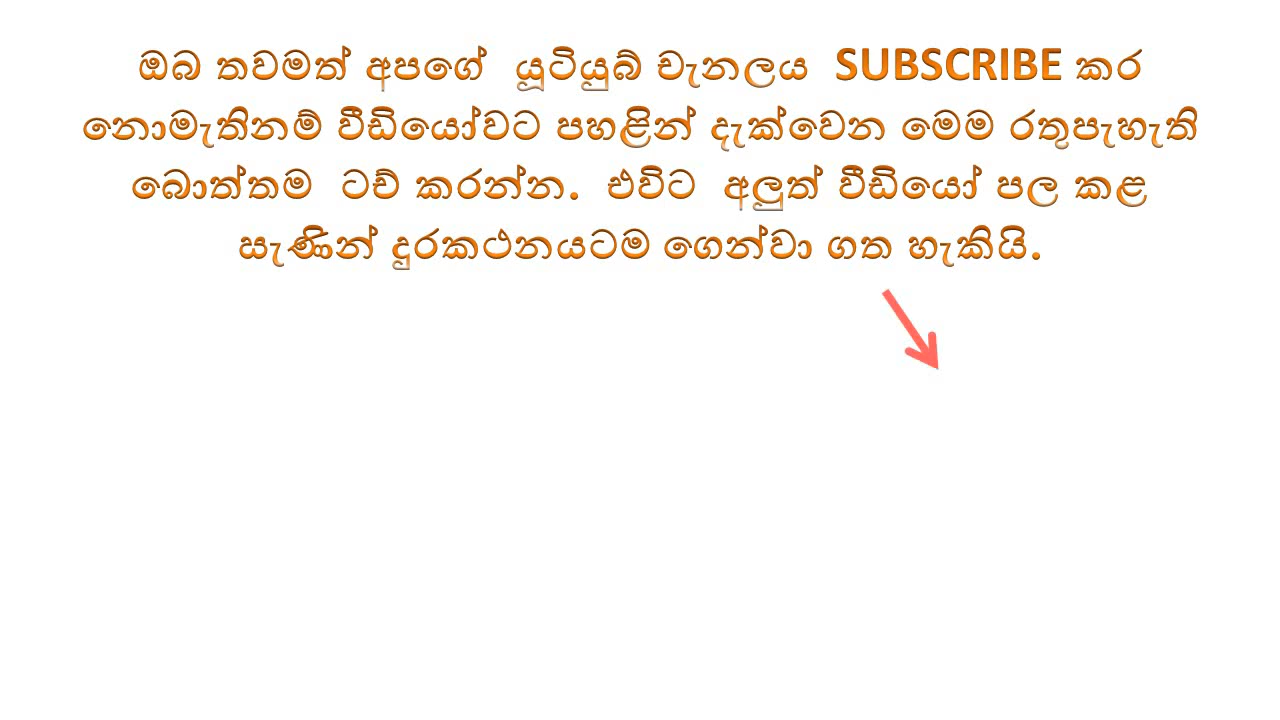 ඔබ තවමත් අපගේ යූටියුබ් චැනලය SUBSCRIBE කර
නොමැතිනම් වීඩියෝවට පහළින් දැක්වෙන මෙම රතුපැහැති
බොත්තම ටච් කරන්න. එවිට අලුත් වීඩියෝ පල කළ
සැණින් දුරකථනයටම ගෙන්වා ගත හැකියි.